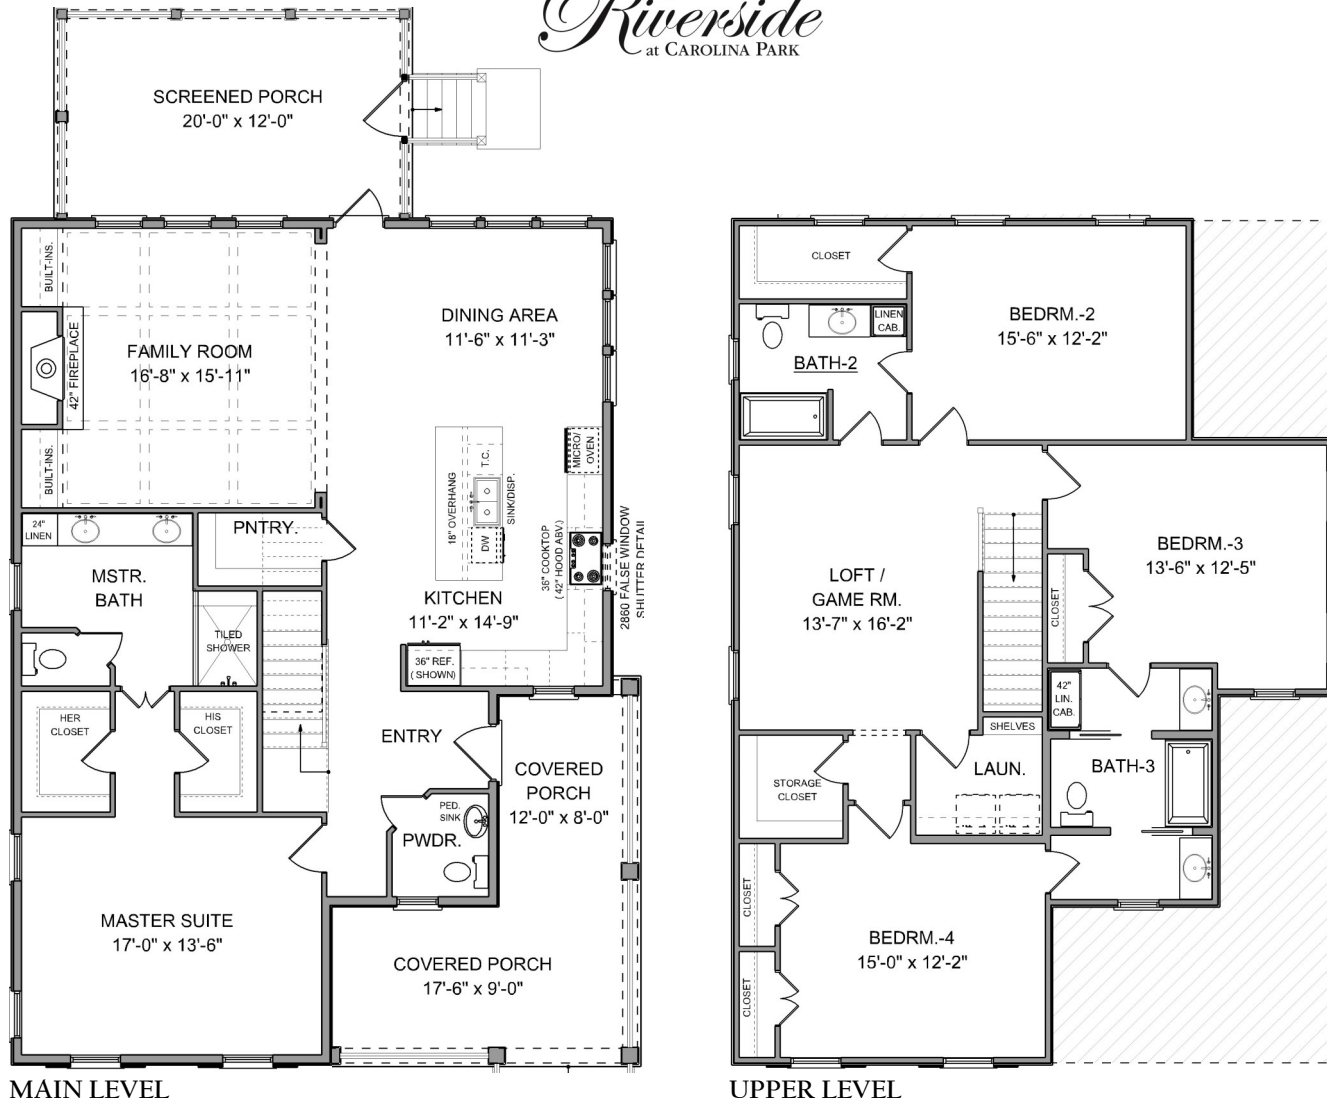 Riverside
at CAROLINA PARK
SCREENED PORCH
20'-0" x 12'-0"
BUILT-INS.
42" FIREPLACE
BUILT-INS.
FAMILY ROOM
16'-8" x 15'-11"
DINING AREA
11'-6" x 11'-3"
18" OVERHANG
T.C.
SINK/DISP.
DW
MICRO/
OVEN
36" COOKTOP
( 42" HOOD ABV.)
2860 FALSE WINDOW
SHUTTER DETAIL
KITCHEN
11'-2" x 14'-9"
36" REF.
( SHOWN)
24"
LINEN
PNTRY.
MSTR.
BATH
TILED
SHOWER
HER
CLOSET
HIS
CLOSET
ENTRY
COVERED
PORCH
12'-0" x 8'-0"
PED.
SINK
PWDR.
MASTER SUITE
17'-0" x 13'-6"
COVERED PORCH
17'-6" x 9'-0"
MAIN LEVEL
CLOSET
BEDRM.-2
15'-6" x 12'-2"
LINEN
CAB.
BATH-2
BEDRM.-3
13'-6" x 12'-5"
CLOSET
LOFT /
GAME RM.
13'-7" x 16'-2"
42"
LIN.
CAB.
SHELVES
LAUN.
BATH-3
STORAGE
CLOSET
CLOSET
BEDRM.-4
15'-0" x 12'-2"
CLOSET
UPPER LEVEL